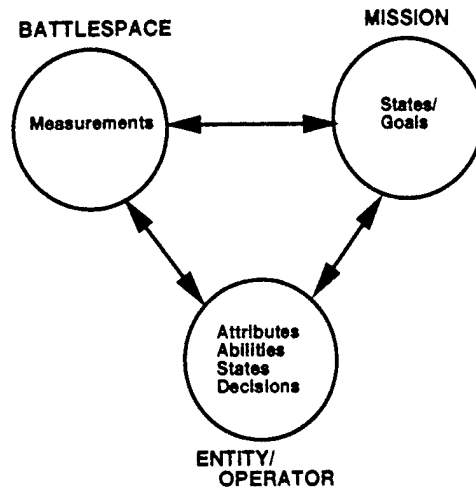 BATTLESPACE
MISSION
Measurements
States/
Goals
Attributes
Abilities
States
Decisions
ENTITY/
OPERATOR